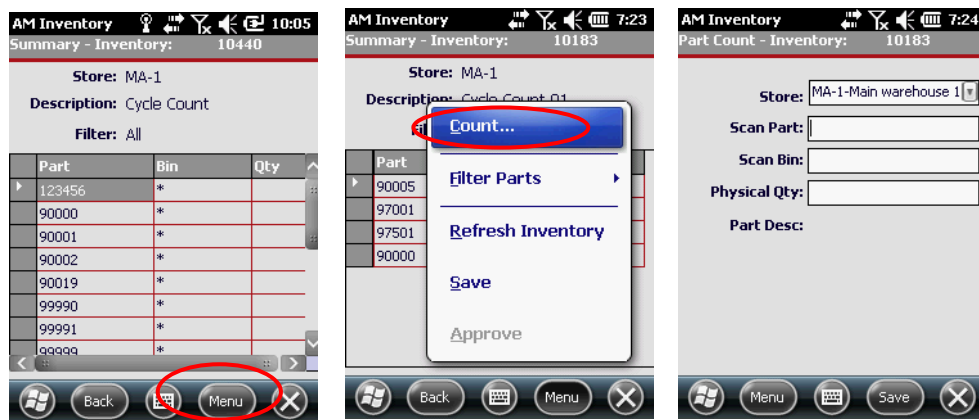 AM Inventory 10:05
Summary - Inventory: 10440
Store: MA-1
Description: Cycle Count
Filter: All
Part Bin Qty
123456 *
90000 *
90001 *
90002 *
90019 *
99990 *
99991 *
99999 *
Back Menu
AM Inventory 7:23
Summary - Inventory: 10183
Store: MA-1
Description: Cycle Count 01
Fil
Part
90005
97001
97501
90000
Count...
Filter Parts
Refresh Inventory
Save
Approve
Back Menu
AM Inventory 7:24
Part Count - Inventory: 10183
Store: MA-1-Main warehouse 1
Scan Part:
Scan Bin:
Physical Qty:
Part Desc:
Menu Save